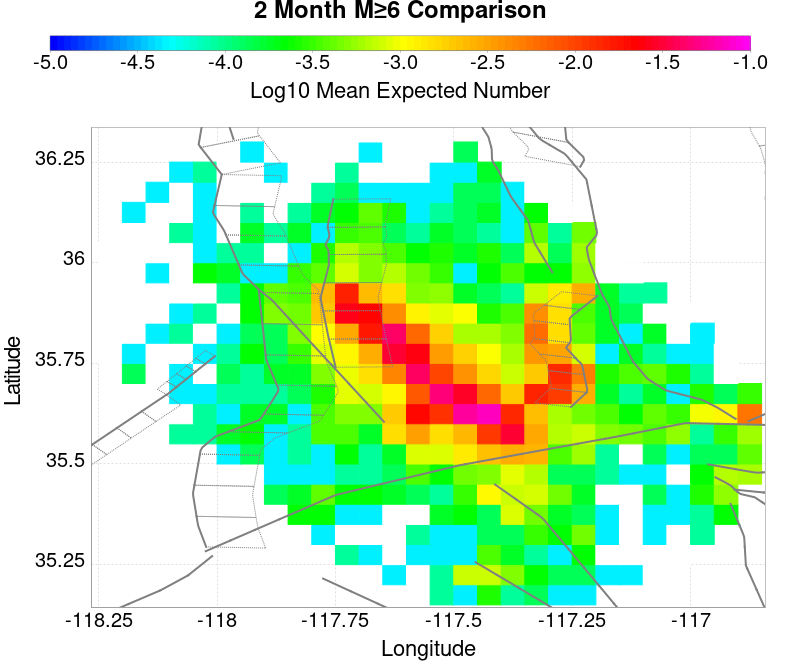 2 Month M≥6 Comparison
-5.0 -4.5 -4.0 -3.5 -3.0 -2.5 -2.0 -1.5 -1.0
Log10 Mean Expected Number
36.25
36
35.75
35.5
35.25
Latitude
-118.25 -118 -117.75 -117.5 -117.25 -117
Longitude